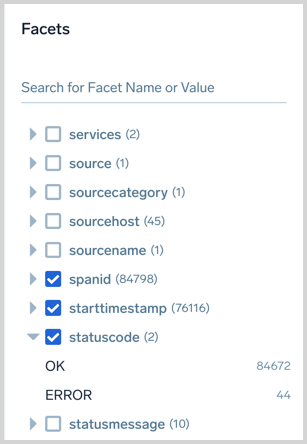 Facets
Search for Facet Name or Value
services (2)
source (1)
sourcecategory (1)
sourcehost (45)
sourcename (1)
spanid (84798)
starttimestamp (76116)
statuscode (2)
OK 84672
ERROR 44
statusmessage (10)